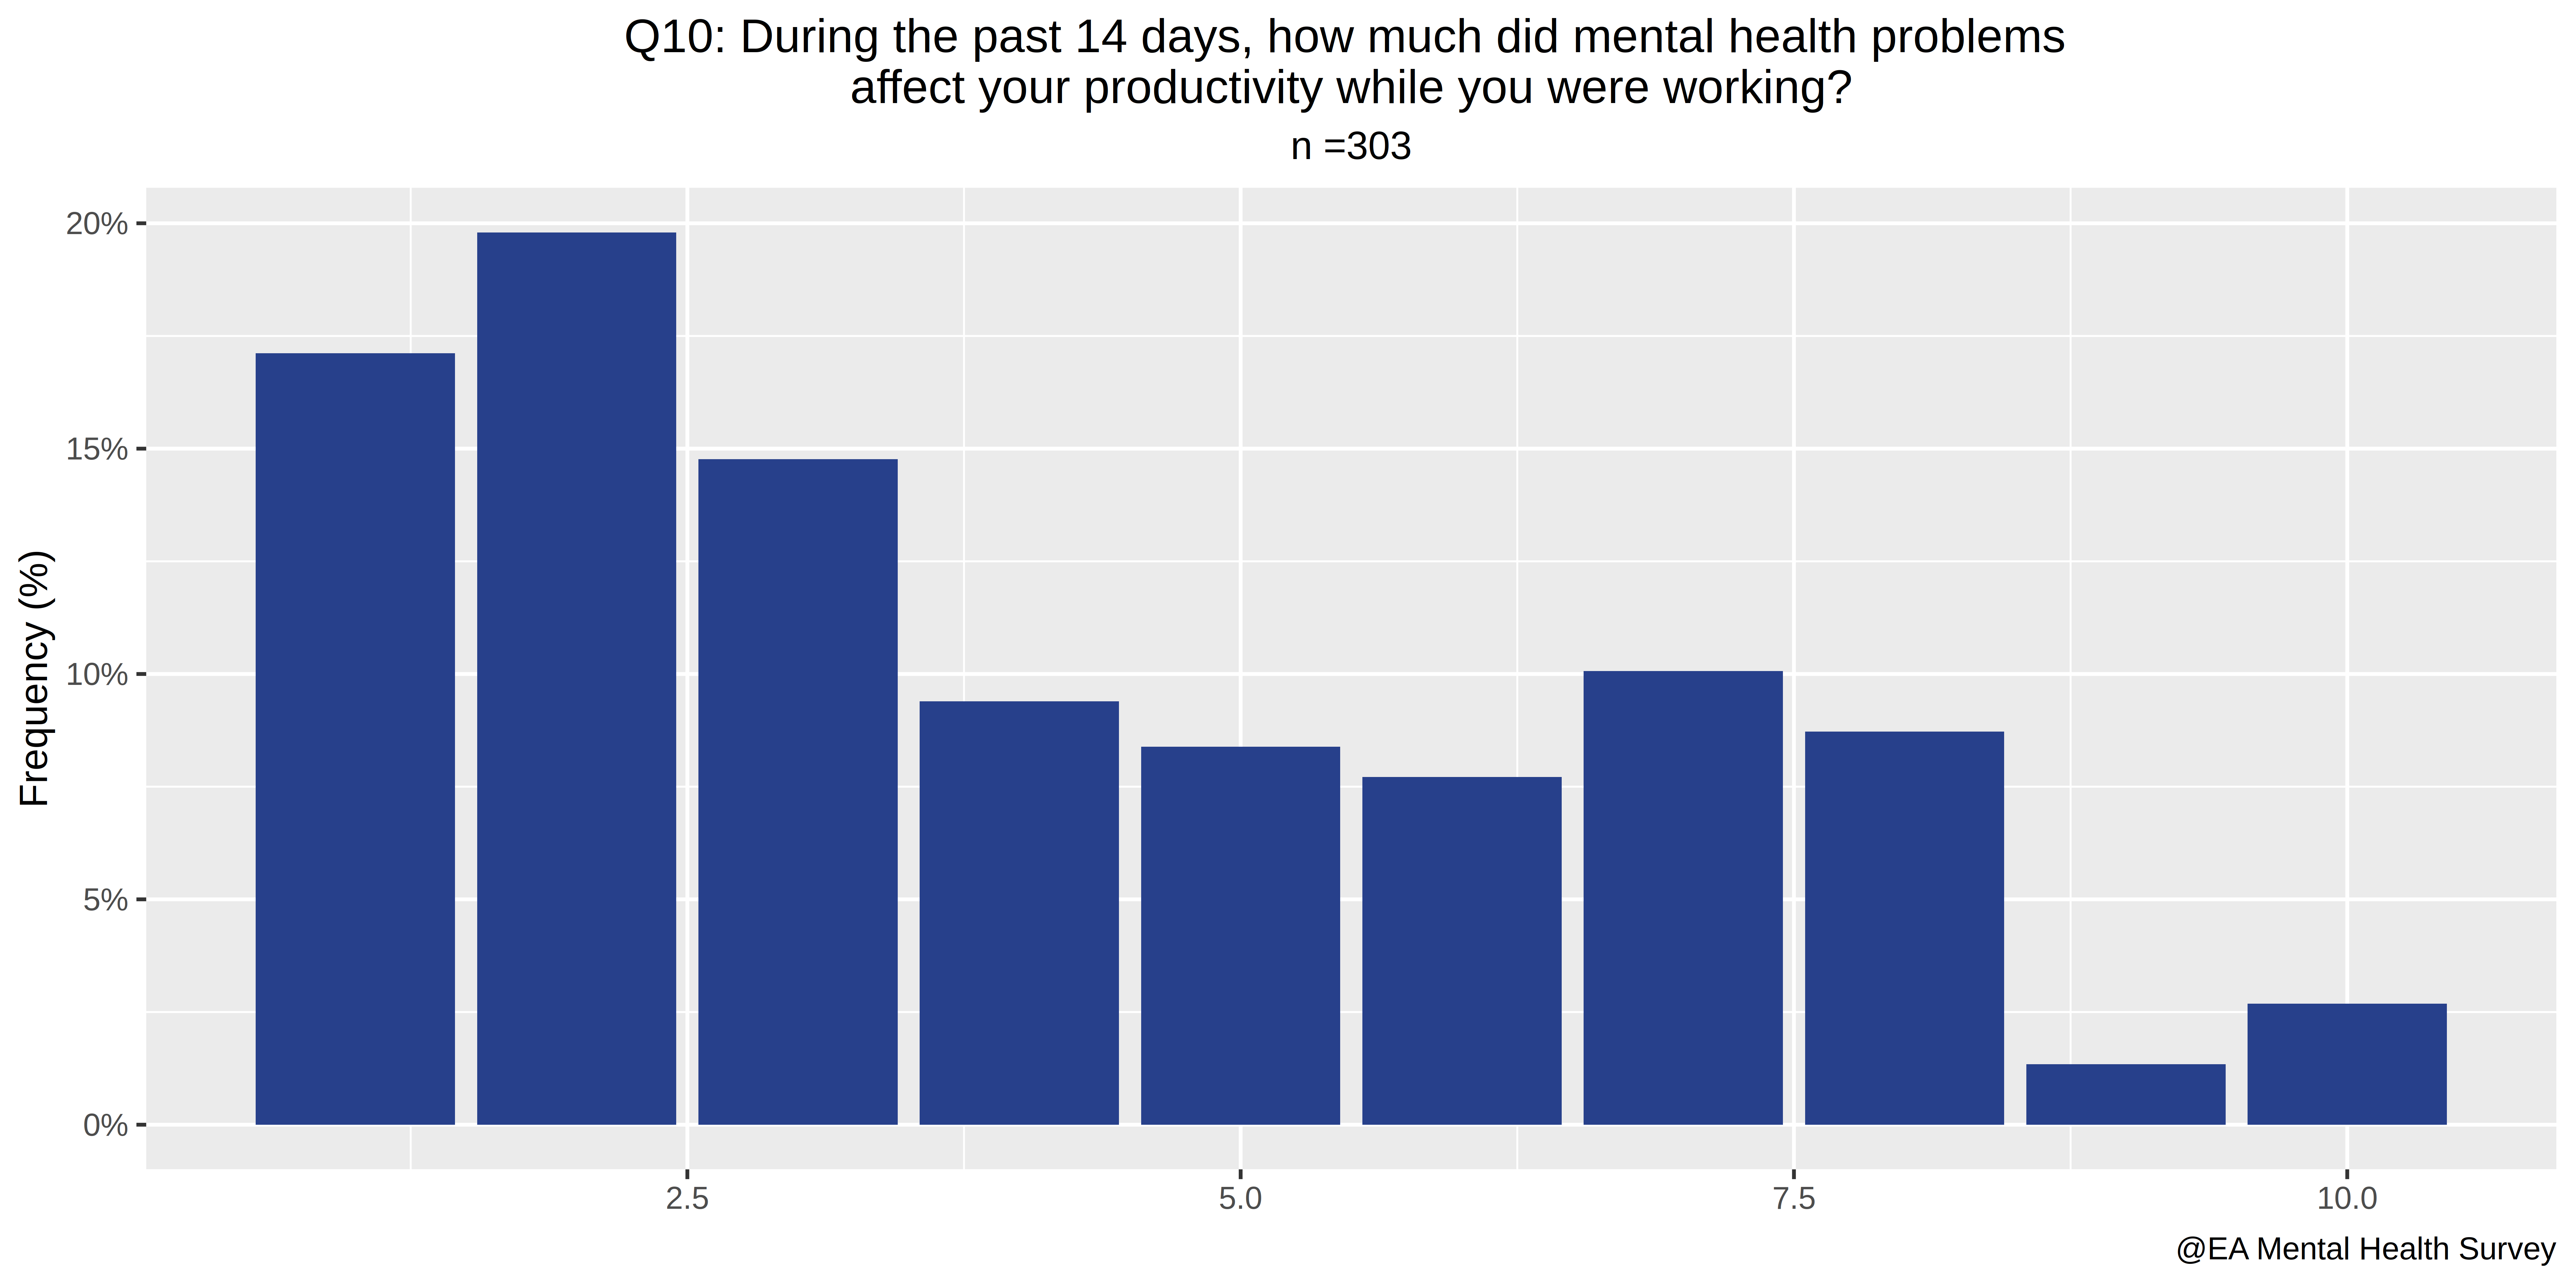 Q10: During the past 14 days, how much did mental health problems
affect your productivity while you were working?
n =303
Frequency (%)
20%
15%
10%
5%
0%
2.5 5.0 7.5 10.0
@EA Mental Health Survey